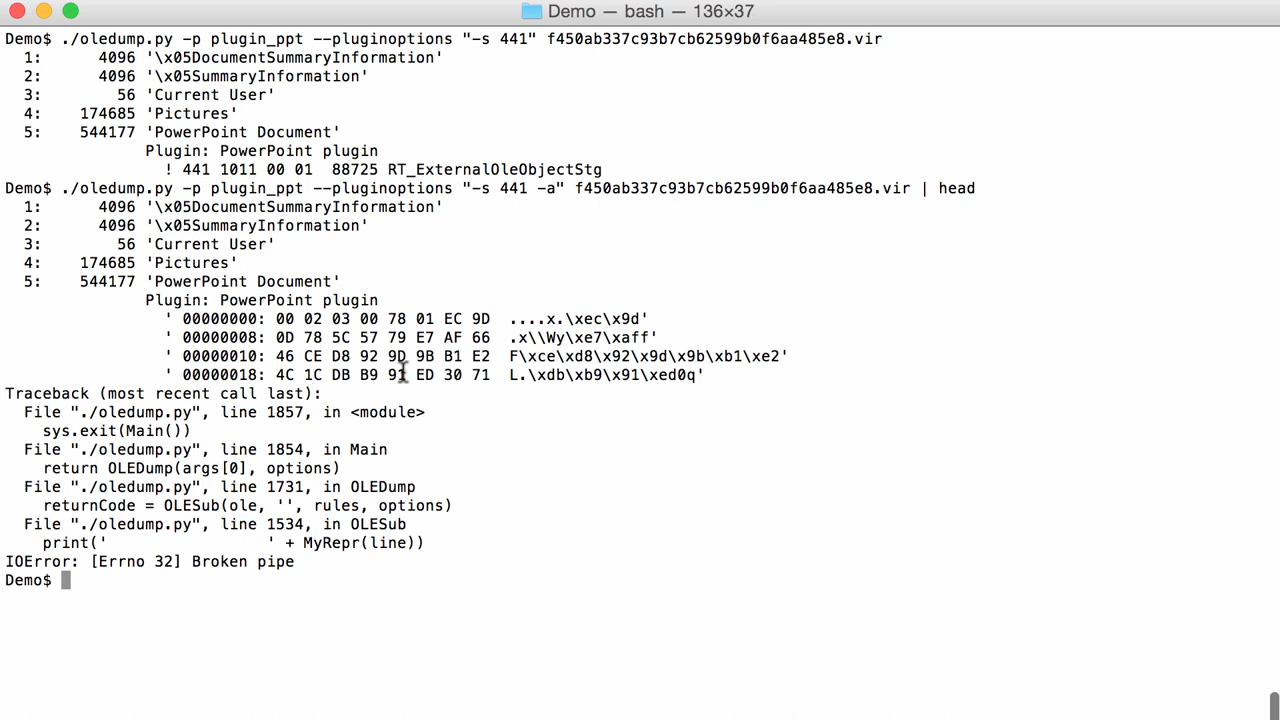 Demo — bash — 136×37
Demo$ ./oledump.py -p plugin_ppt --pluginoptions "-s 441" f450ab337c93b7cb62599b0f6aa485e8.vir
  1:      4096 '\x05DocumentSummaryInformation'
  2:      4096 '\x05SummaryInformation'
  3:        56 'Current User'
  4:    174685 'Pictures'
  5:    544177 'PowerPoint Document'
               Plugin: PowerPoint plugin
                 ! 441 1011 00 01  88725 RT_ExternalOleObjectStg
Demo$ ./oledump.py -p plugin_ppt --pluginoptions "-s 441 -a" f450ab337c93b7cb62599b0f6aa485e8.vir | head
  1:      4096 '\x05DocumentSummaryInformation'
  2:      4096 '\x05SummaryInformation'
  3:        56 'Current User'
  4:    174685 'Pictures'
  5:    544177 'PowerPoint Document'
               Plugin: PowerPoint plugin
                 ' 00000000: 00 02 03 00 78 01 EC 9D  ....x.\xec\x9d'
                 ' 00000008: 0D 78 5C 57 79 E7 AF 66  .x\\Wy\xe7\xaff'
                 ' 00000010: 46 CE D8 92 9D 9B B1 E2  F\xce\xd8\x92\x9d\x9b\xb1\xe2'
                 ' 00000018: 4C 1C DB B9 91 ED 30 71  L.\xdb\xb9\x91\xed0q'
Traceback (most recent call last):
  File "./oledump.py", line 1857, in <module>
    sys.exit(Main())
  File "./oledump.py", line 1854, in Main
    return OLEDump(args[0], options)
  File "./oledump.py", line 1731, in OLEDump
    returnCode = OLESub(ole, '', rules, options)
  File "./oledump.py", line 1534, in OLESub
    print('                 ' + MyRepr(line))
IOError: [Errno 32] Broken pipe
Demo$